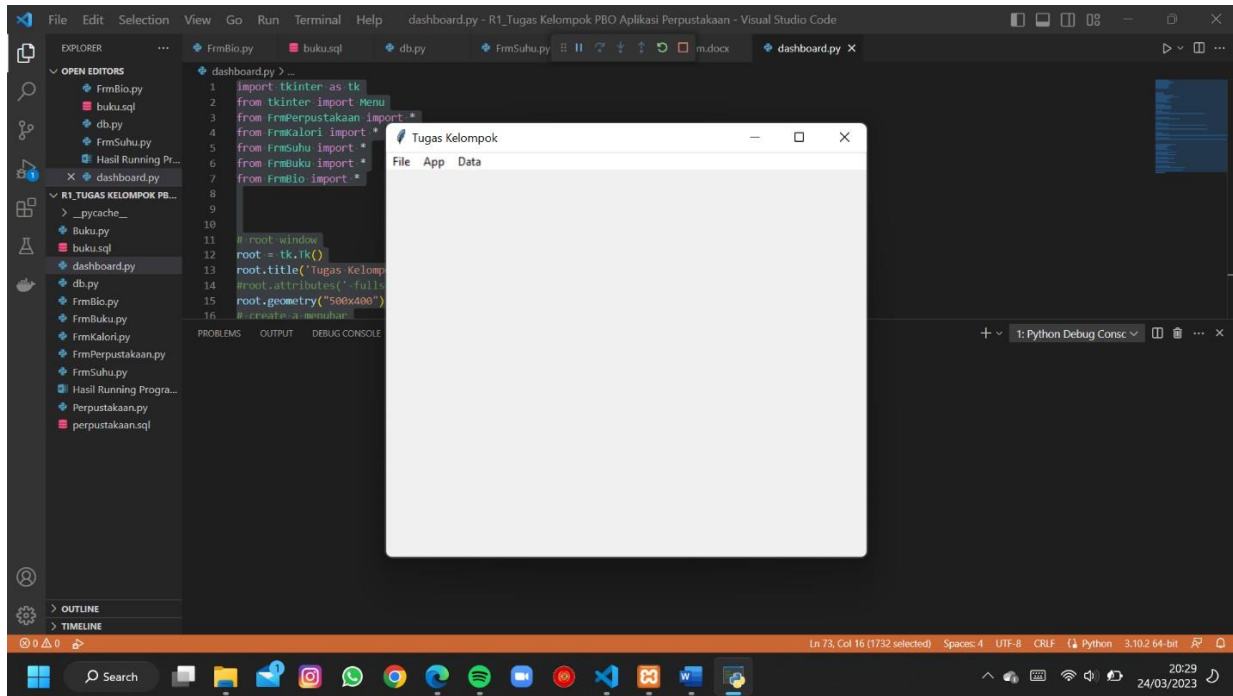 File Edit Selection View Go Run Terminal Help dashboard.py - R1_Tugas Kelompok PBO Aplikasi Perpustakaan - Visual Studio Code
EXPLORER ...
FrmBio.py buku.sql db.py FrmSuhu.py m.docx dashboard.py
OPEN EDITORS
FrmBio.py
buku.sql
db.py
FrmSuhu.py
Hasil Running Pr...
dashboard.py
R1_TUGAS KELOMPOK PB...
__pycache__
Buku.py
buku.sql
dashboard.py
db.py
FrmBio.py
FrmBuku.py
FrmKalori.py
FrmPerpustakaan.py
FrmSuhu.py
Hasil Running Progra...
Perpustakaan.py
perpustakaan.sql
OUTLINE
TIMELINE
dashboard.py > ...
1 import tkinter as tk
2 from tkinter import Menu
3 from FrmPerpustakaan import *
4 from FrmKalori import *
5 from FrmSuhu import *
6 from FrmBuku import *
7 from FrmBio import *
8
9
10
11 # root window
12 root = tk.Tk()
13 root.title('Tugas Kelomp
14 #root.attributes('-fulls
15 root.geometry("500x400")
16 # create a menubar
Tugas Kelompok
File App Data
PROBLEMS OUTPUT DEBUG CONSOLE
1: Python Debug Consc
1
0 0
Ln 73, Col 16 (1732 selected) Spaces: 4 UTF-8 CRLF Python 3.10.2 64-bit
Search
20:29
24/03/2023